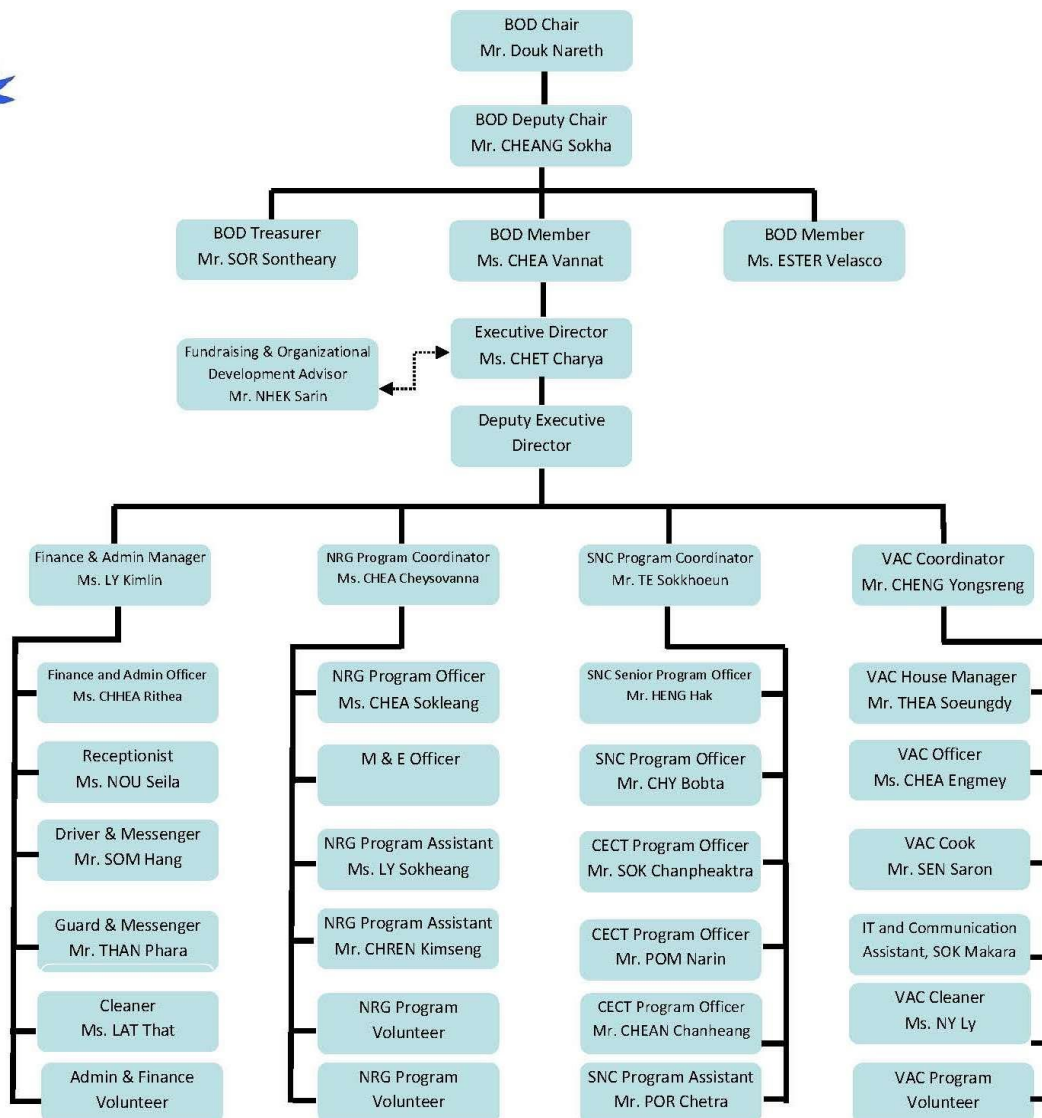 BOD Chair
Mr. Douk Nareth
BOD Deputy Chair
Mr. CHEANG Sokha
BOD Treasurer
Mr. SOR Sontheary
BOD Member
Ms. CHEA Vannat
BOD Member
Ms. ESTER Velasco
Fundraising & Organizational
Development Advisor
Mr. NHEK Sarin
Executive Director
Ms. CHET Charya
Deputy Executive
Director
Finance & Admin Manager
Ms. LY Kimlin
NRG Program Coordinator
Ms. CHEA Cheysovanna
SNC Program Coordinator
Mr. TE Sokkhoeun
VAC Coordinator
Mr. CHENG Yongsreng
Finance and Admin Officer
Ms. CHHEA Rithea
Receptionist
Ms. NOU Seila
Driver & Messenger
Mr. SOM Hang
Guard & Messenger
Mr. THAN Phara
Cleaner
Ms. LAT That
Admin & Finance
Volunteer
NRG Program Officer
Ms. CHEA Sokleang
M & E Officer
NRG Program Assistant
Ms. LY Sokheang
NRG Program Assistant
Mr. CHREN Kimseng
NRG Program
Volunteer
NRG Program
Volunteer
SNC Senior Program Officer
Mr. HENG Hak
SNC Program Officer
Mr. CHY Bobta
CECT Program Officer
Mr. SOK Chanpheaktra
CECT Program Officer
Mr. POM Narin
CECT Program Officer
Mr. CHEAN Chanheang
SNC Program Assistant
Mr. POR Chetra
VAC House Manager
Mr. THEA Soeungdy
VAC Officer
Ms. CHEA Engmey
VAC Cook
Mr. SEN Saron
IT and Communication
Assistant, SOK Makara
VAC Cleaner
Ms. NY Ly
VAC Program
Volunteer